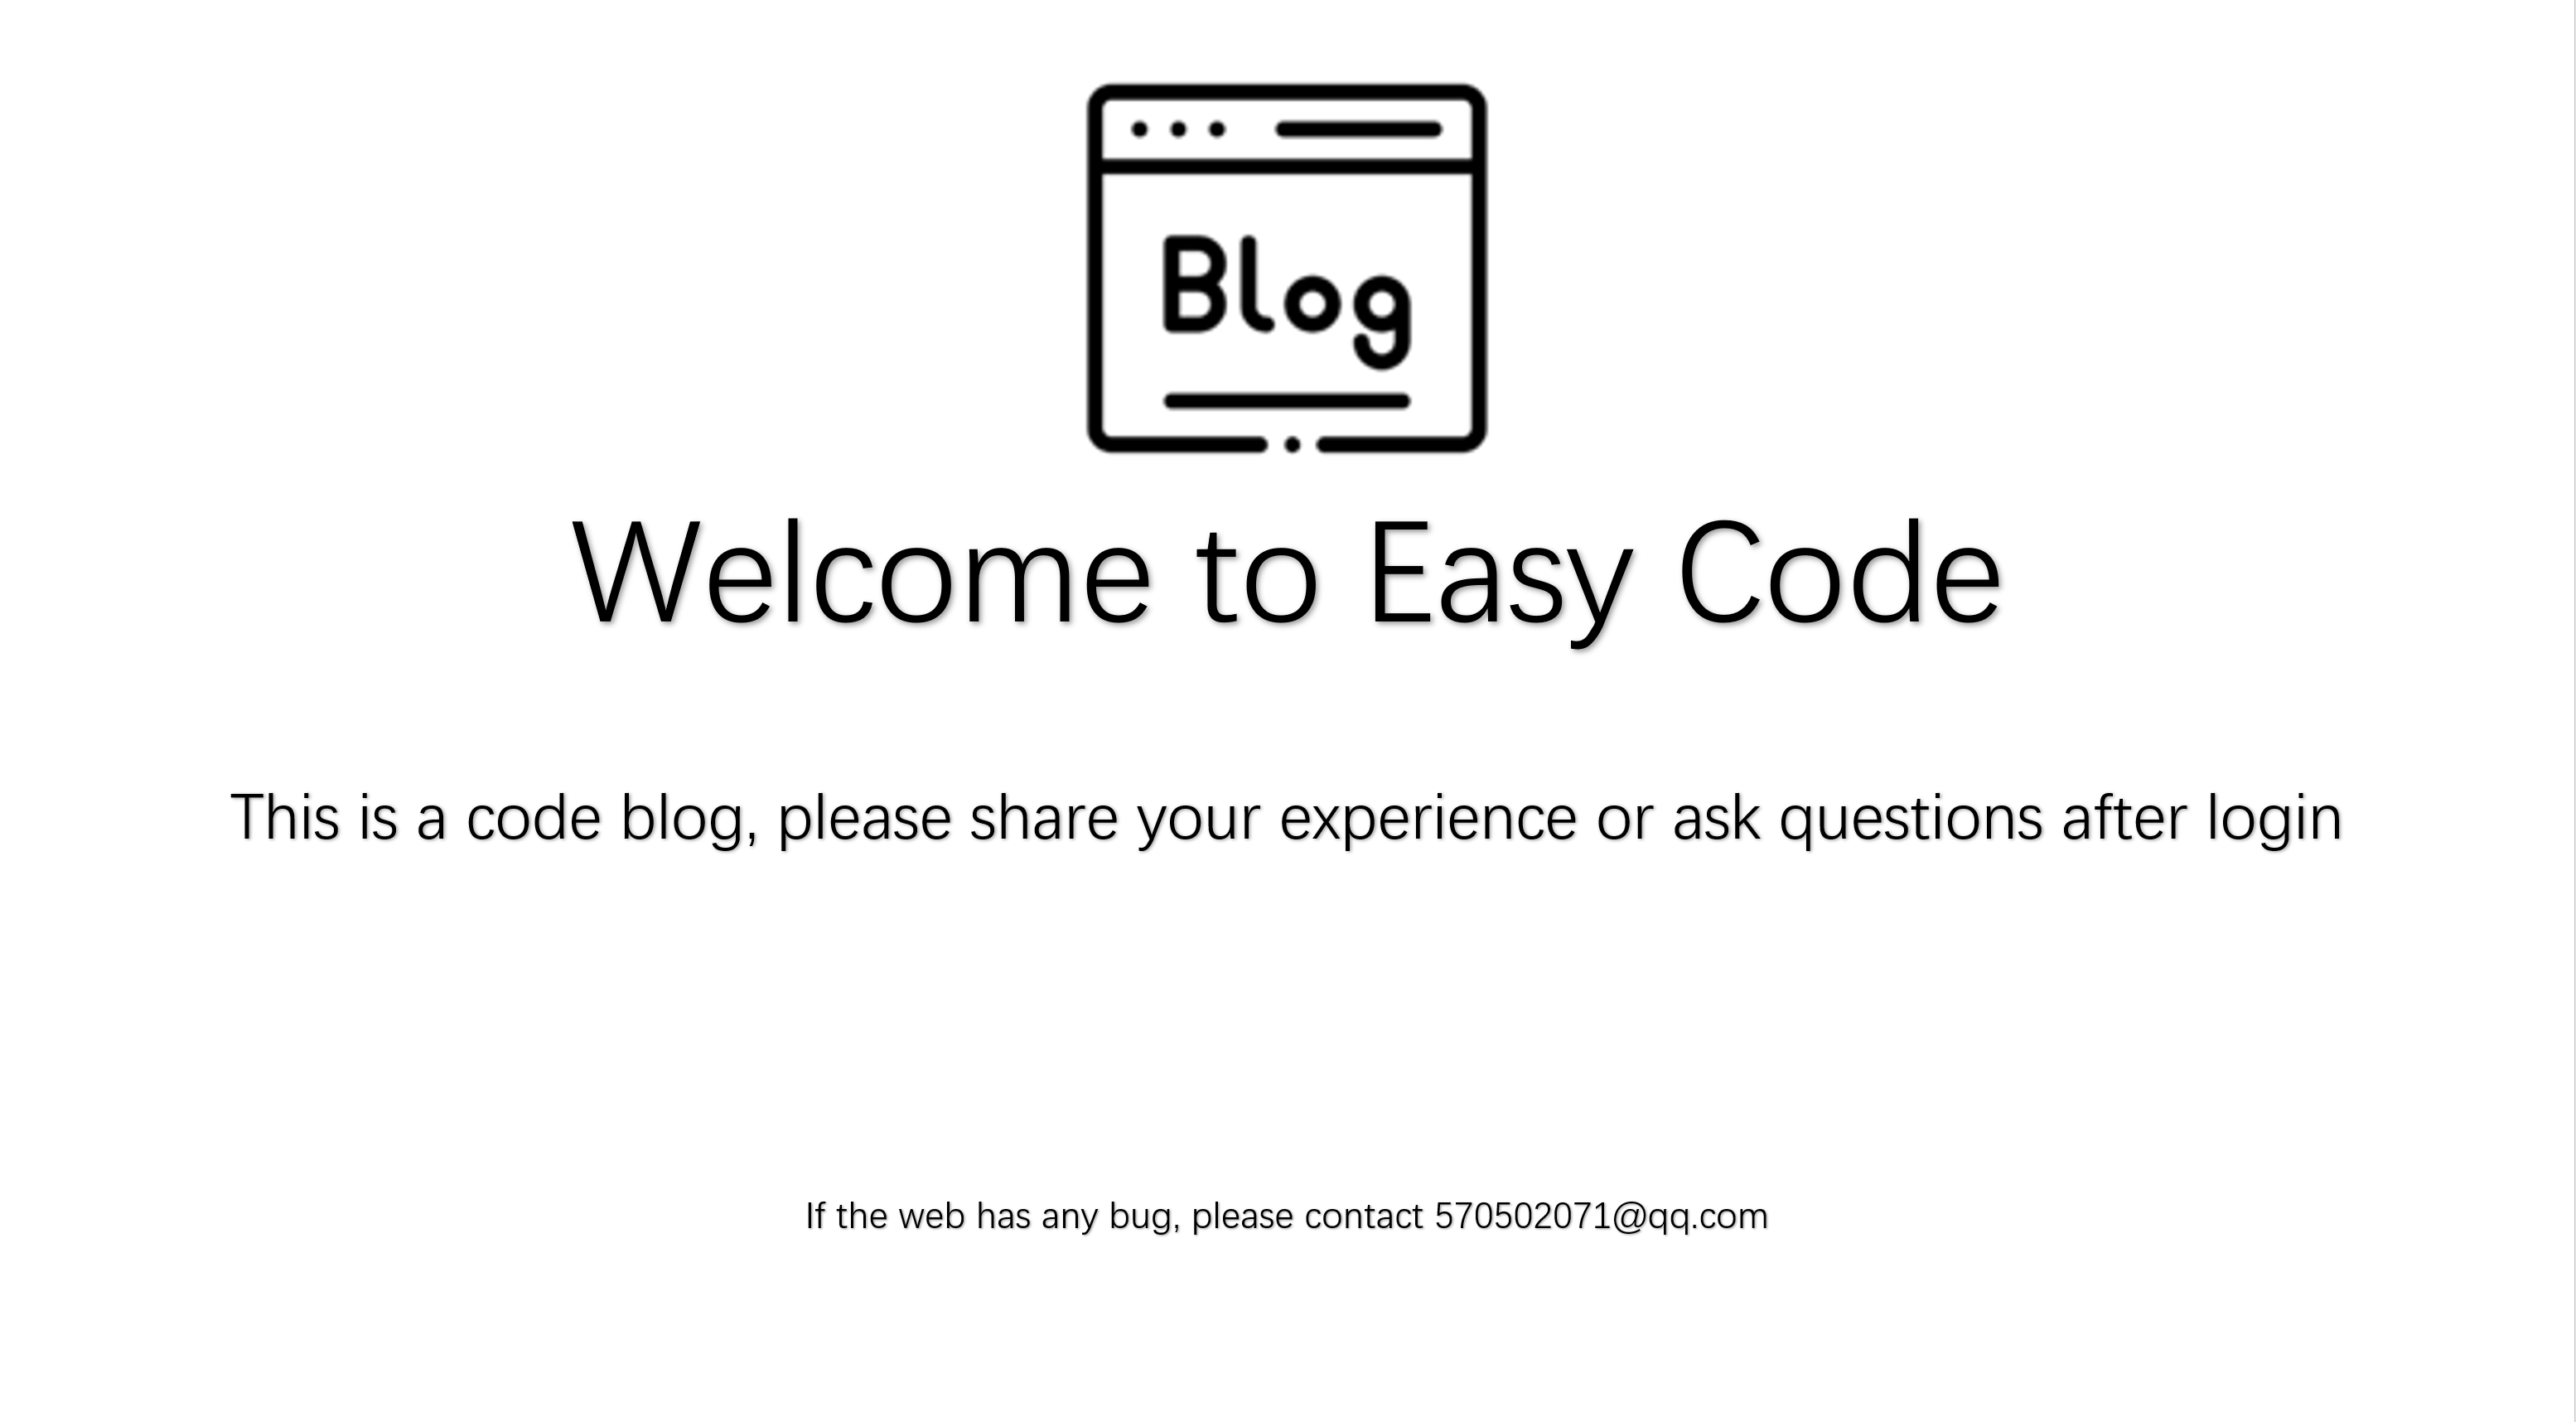 Blog
Welcome to Easy Code
This is a code blog, please share your experience or ask questions after login
If the web has any bug, please contact 570502071@qq.com